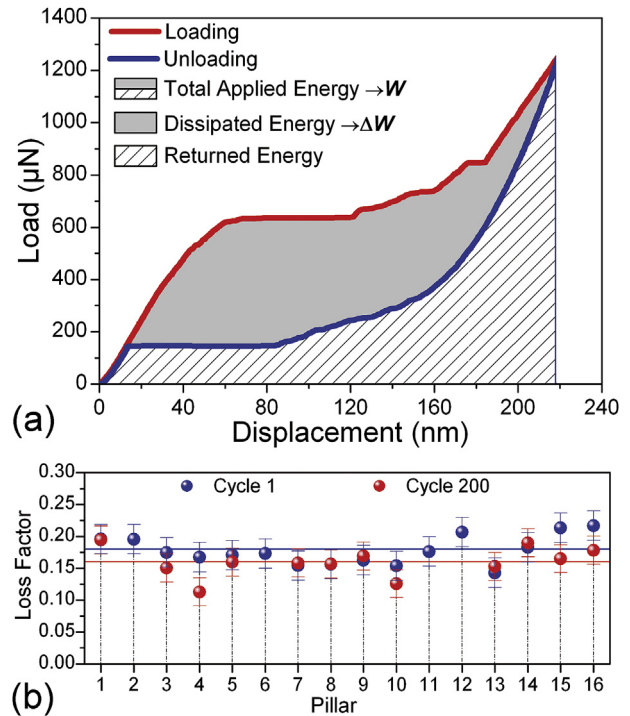 1400
1200
1000
800
600
400
200
0
Load (µN)
Loading
Unloading
Total Applied Energy →W
Dissipated Energy →ΔW
Returned Energy
0 40 80 120 160 200 240
Displacement (nm)
(a)
0.30
0.25
0.20
0.15
0.10
0.05
0.00
Loss Factor
Cycle 1 Cycle 200
1 2 3 4 5 6 7 8 9 10 11 12 13 14 15 16
Pillar
(b)